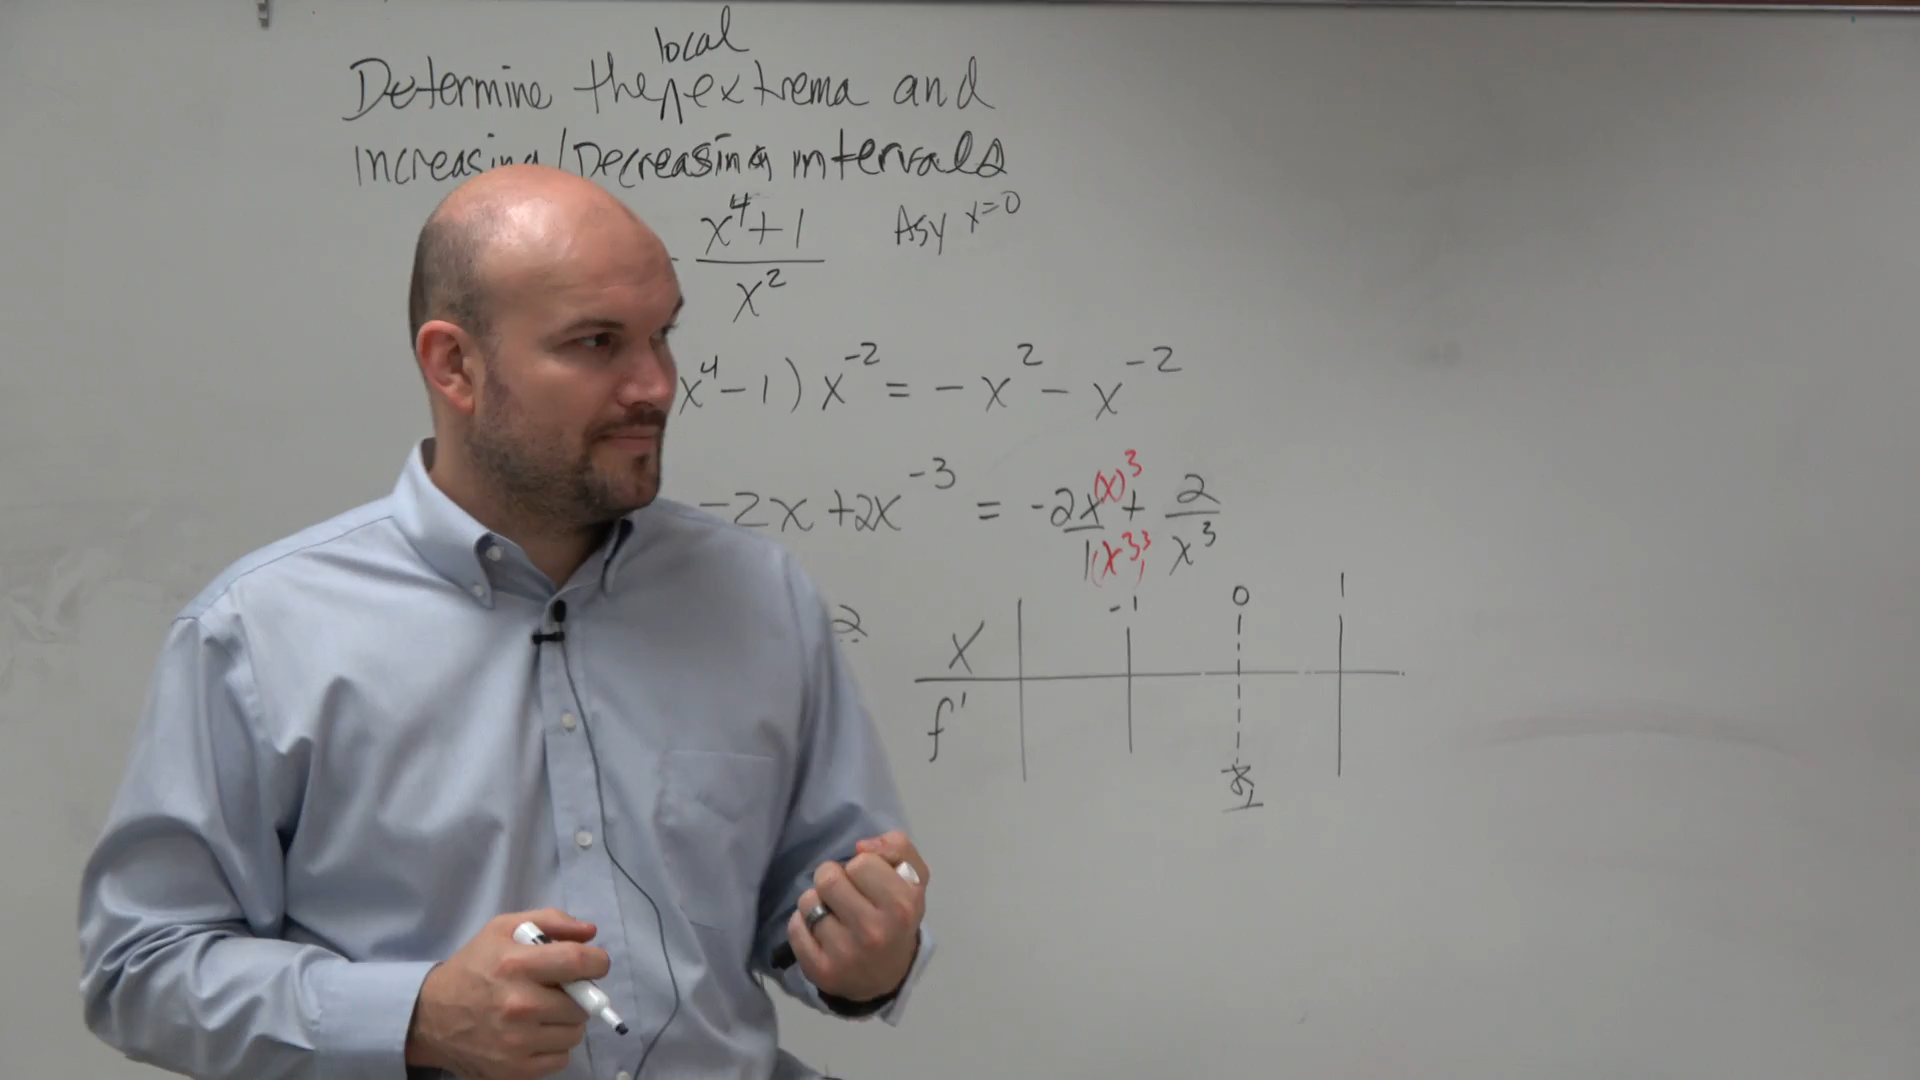 local
Determine the ∧ extrema and
Increasing/Decreasing intervals
- x⁴+1 / x² Asy x=0
x⁴-1) x⁻² = -x² - x⁻²
-2x + 2x⁻³ = -2x(x)³ / 1(x³) + 2 / x³
2
-1 0 1
x
f'